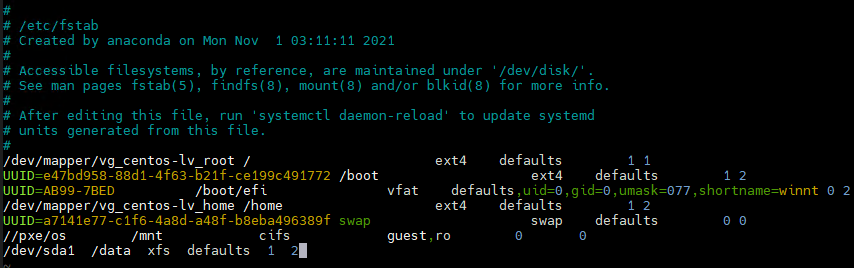 #
# /etc/fstab
# Created by anaconda on Mon Nov  1 03:11:11 2021
#
# Accessible filesystems, by reference, are maintained under '/dev/disk/'.
# See man pages fstab(5), findfs(8), mount(8) and/or blkid(8) for more info.
#
# After editing this file, run 'systemctl daemon-reload' to update systemd
# units generated from this file.
#
/dev/mapper/vg_centos-lv_root /                       ext4    defaults        1 1
UUID=e47bd958-88d1-4f63-b21f-ce199c491772 /boot                   ext4    defaults        1 2
UUID=AB99-7BED          /boot/efi               vfat    defaults,uid=0,gid=0,umask=077,shortname=winnt 0 2
/dev/mapper/vg_centos-lv_home /home                   ext4    defaults        1 2
UUID=a7141e77-c1f6-4a8d-a48f-b8eba496389f swap                    swap    defaults        0 0
//pxe/os        /mnt            cifs            guest,ro        0       0
/dev/sda1  /data  xfs  defaults  1  2
~